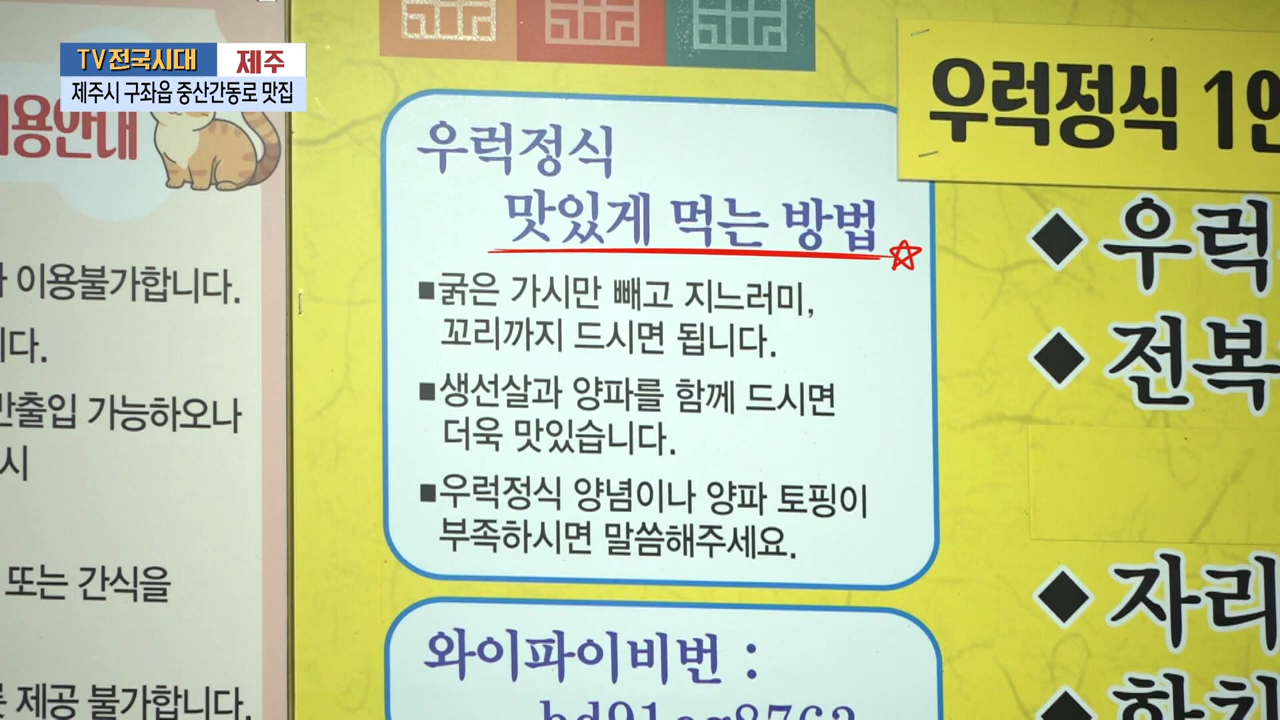 TV전국시대 제주
제주시 구좌읍 중산간동로 맛집
이용안내
이용불가합니다.
니다.
반출입 가능하오나
시
또는 간식을
제공 불가합니다.
우럭정식
맛있게 먹는 방법
■굵은 가시만 빼고 지느러미,
꼬리까지 드시면 됩니다.
■생선살과 양파를 함께 드시면
더욱 맛있습니다.
■우럭정식 양념이나 양파 토핑이
부족하시면 말씀해주세요.
와이파이비번 :
우럭정식 1인
◆우럭
◆전복
◆자리
◆한치